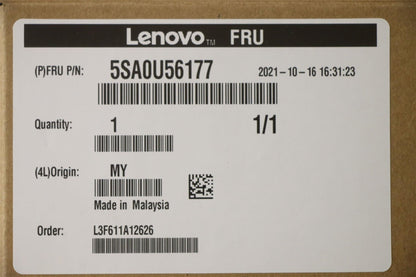 Lenovo™ FRU
(P)FRU P/N: 5SA0U56177 2021-10-16 16:31:23
Quantity: 1 1/1
(4L)Origin: MY
Made in Malaysia
Order: L3F611A12626